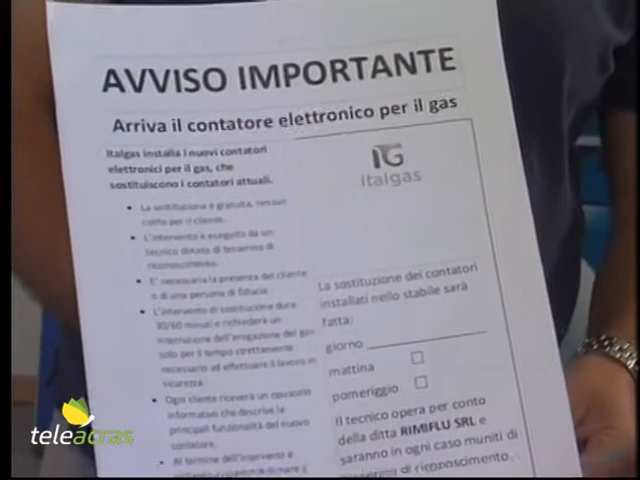 AVVISO IMPORTANTE
Arriva il contatore elettronico per il gas
Italgas installa i nuovi contatori
elettronici per il gas, che
sostituiscono i contatori attuali.
• La sostituzione è gratuita, nessun
costo per il cliente.
• L'intervento è eseguito da un
tecnico dotato di tesserino di
riconoscimento.
• E' necessaria la presenza del cliente
o di una persona di fiducia
• L'intervento di sostituzione dura
30/60 minuti e richiederà un
interruzione dell'erogazione del gas
solo per il tempo strettamente
necessario ad effettuare il lavoro in
sicurezza.
• Ogni cliente riceverà un opuscolo
informativo che descrive le
principali funzionalità del nuovo
contatore.
• Al termine dell'intervento e
IG
italgas
La sostituzione dei contatori
installati nello stabile sarà
fatta:
giorno
mattina
pomeriggio
Il tecnico opera per conto
della ditta RIMIFLU SRL e
saranno in ogni caso muniti di
di riconoscimento.
teleacras